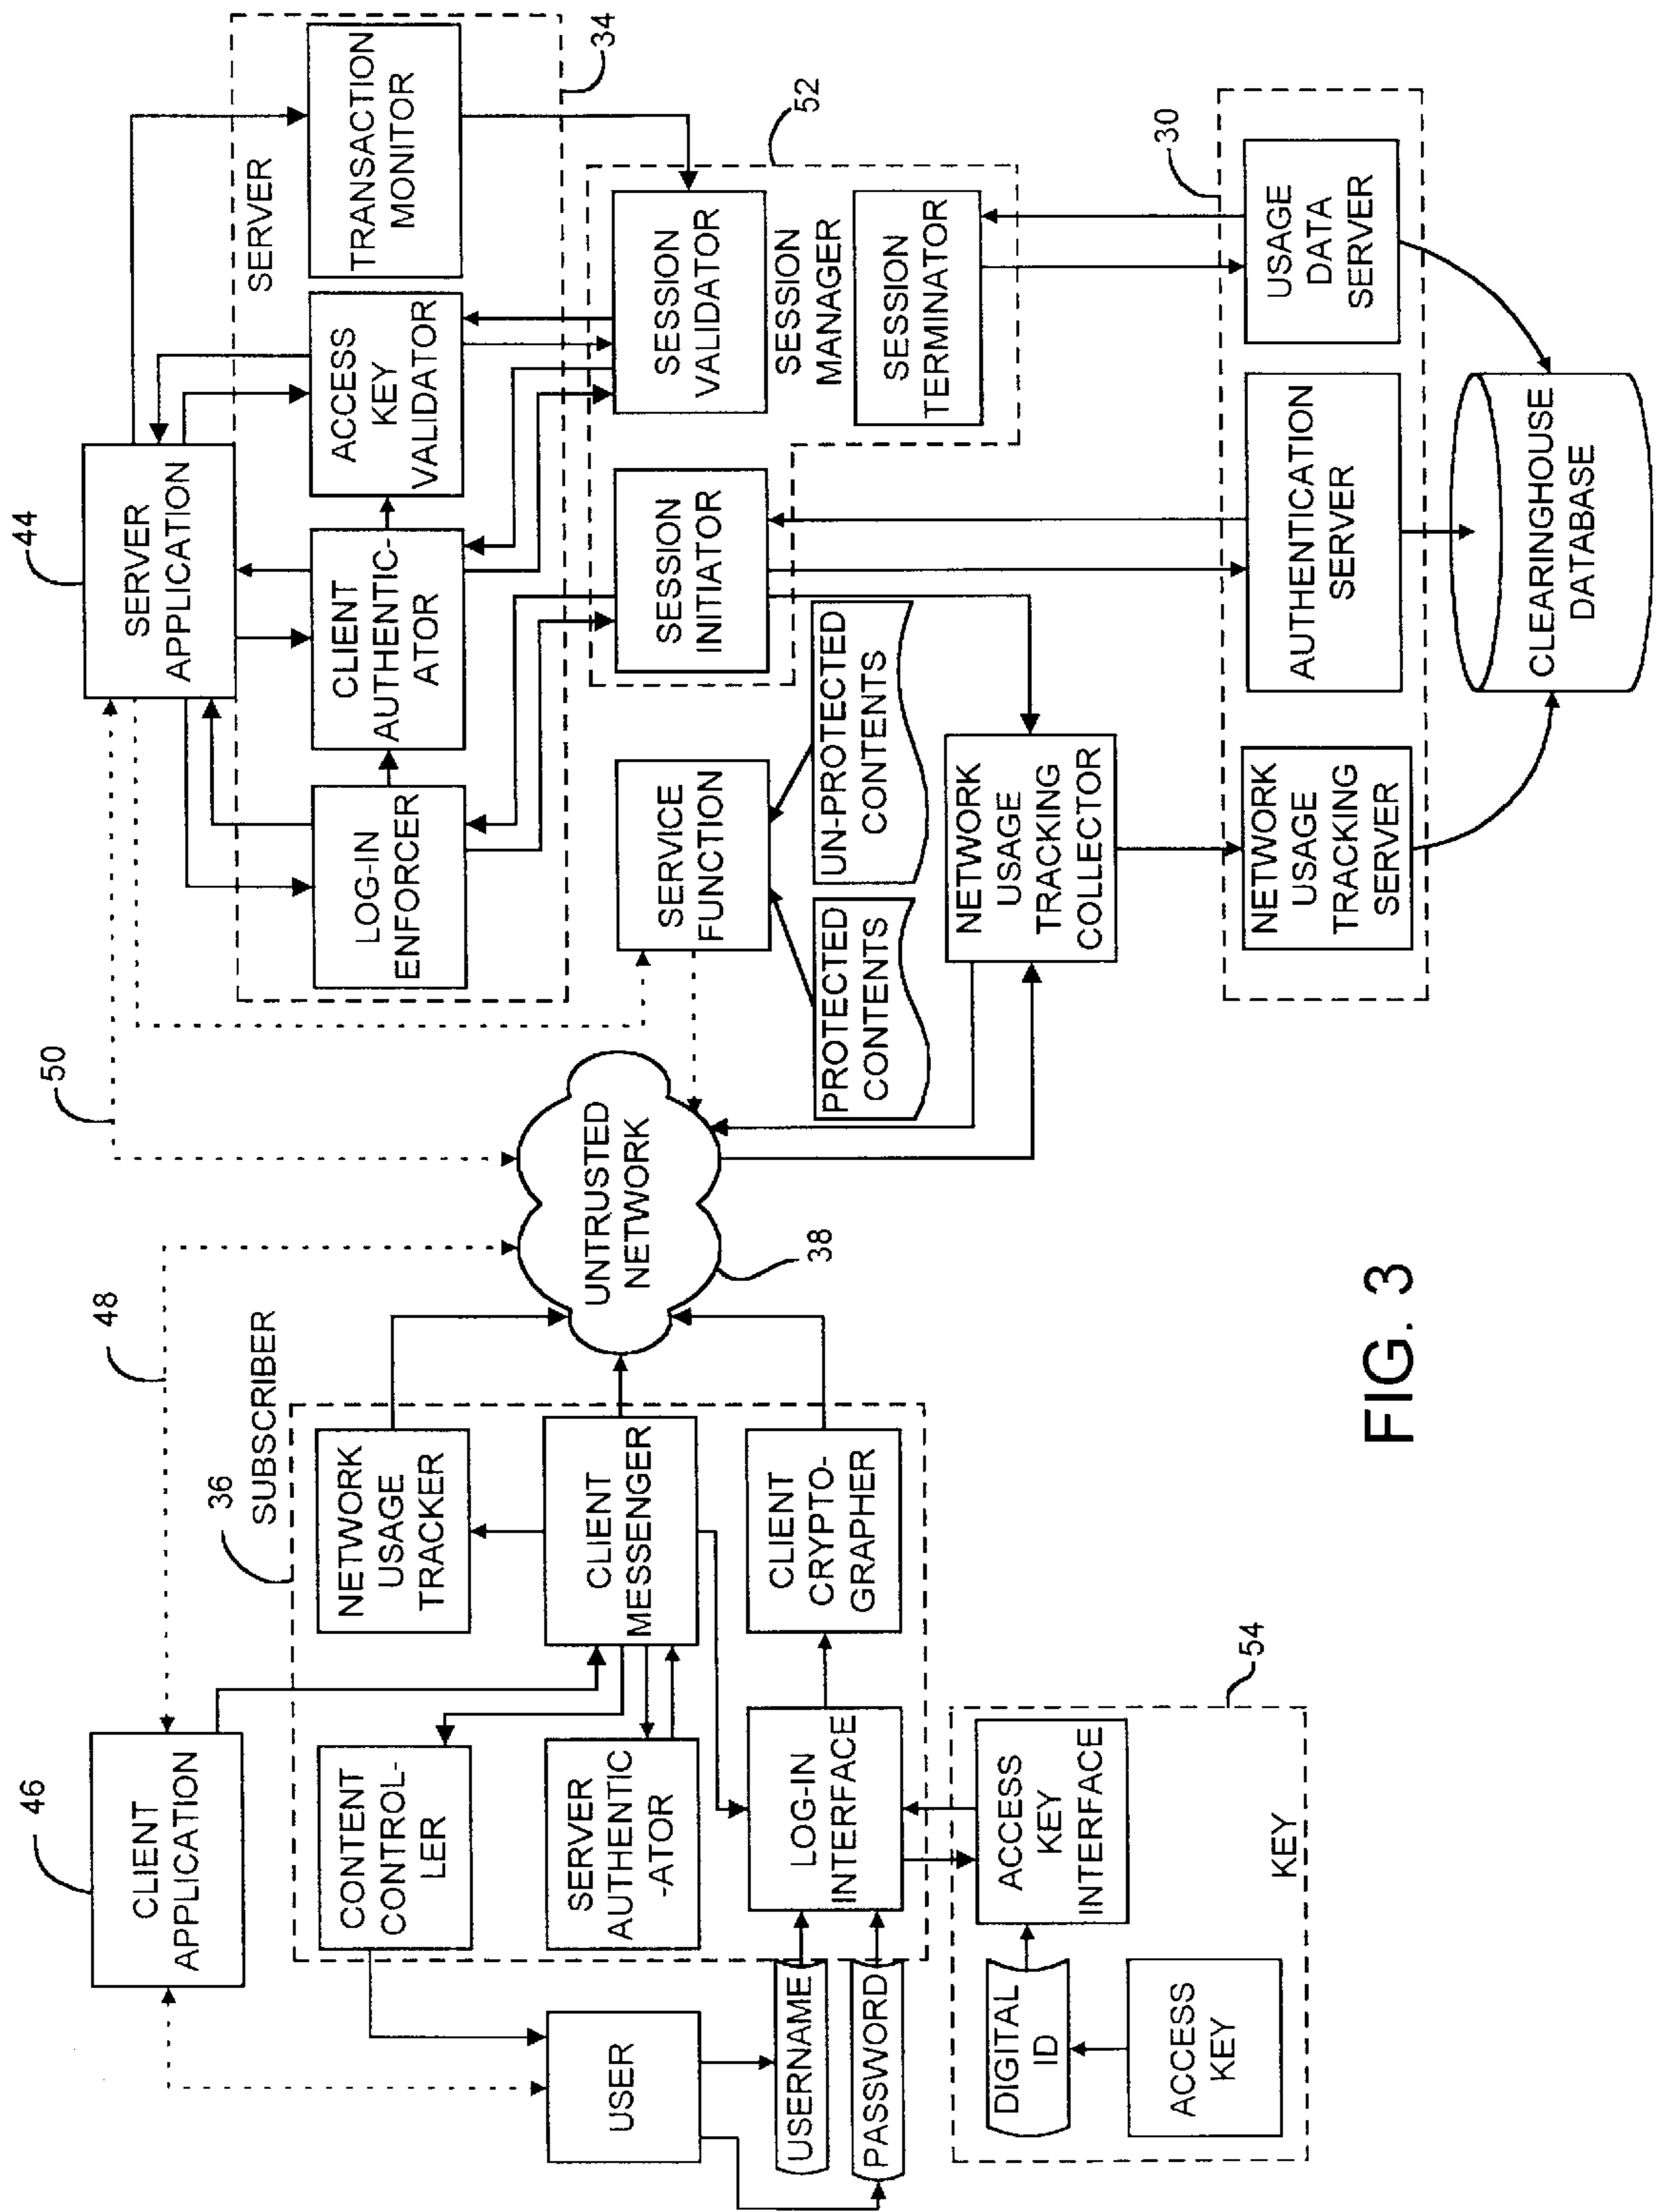 46
CLIENT
APPLICATION
48
50
44
SERVER
APPLICATION
36
SUBSCRIBER
SERVER
34
CONTENT
CONTROL-
LER
NETWORK
USAGE
TRACKER
LOG-IN
ENFORCER
CLIENT
AUTHENTIC-
ATOR
ACCESS
KEY
VALIDATOR
TRANSACTION
MONITOR
USER
SERVER
AUTHENTIC
-ATOR
CLIENT
MESSENGER
UNTRUSTED
NETWORK
38
SERVICE
FUNCTION
SESSION
INITIATOR
SESSION
VALIDATOR
52
SESSION
MANAGER
SESSION
TERMINATOR
USERNAME
PASSWORD
LOG-IN
INTERFACE
CLIENT
CRYPTO-
GRAPHER
PROTECTED
CONTENTS
UN-PROTECTED
CONTENTS
NETWORK
USAGE
TRACKING
COLLECTOR
DIGITAL
ID
ACCESS
KEY
INTERFACE
ACCESS
KEY
KEY
54
30
NETWORK
USAGE
TRACKING
SERVER
AUTHENTICATION
SERVER
USAGE
DATA
SERVER
CLEARINGHOUSE
DATABASE
FIG. 3